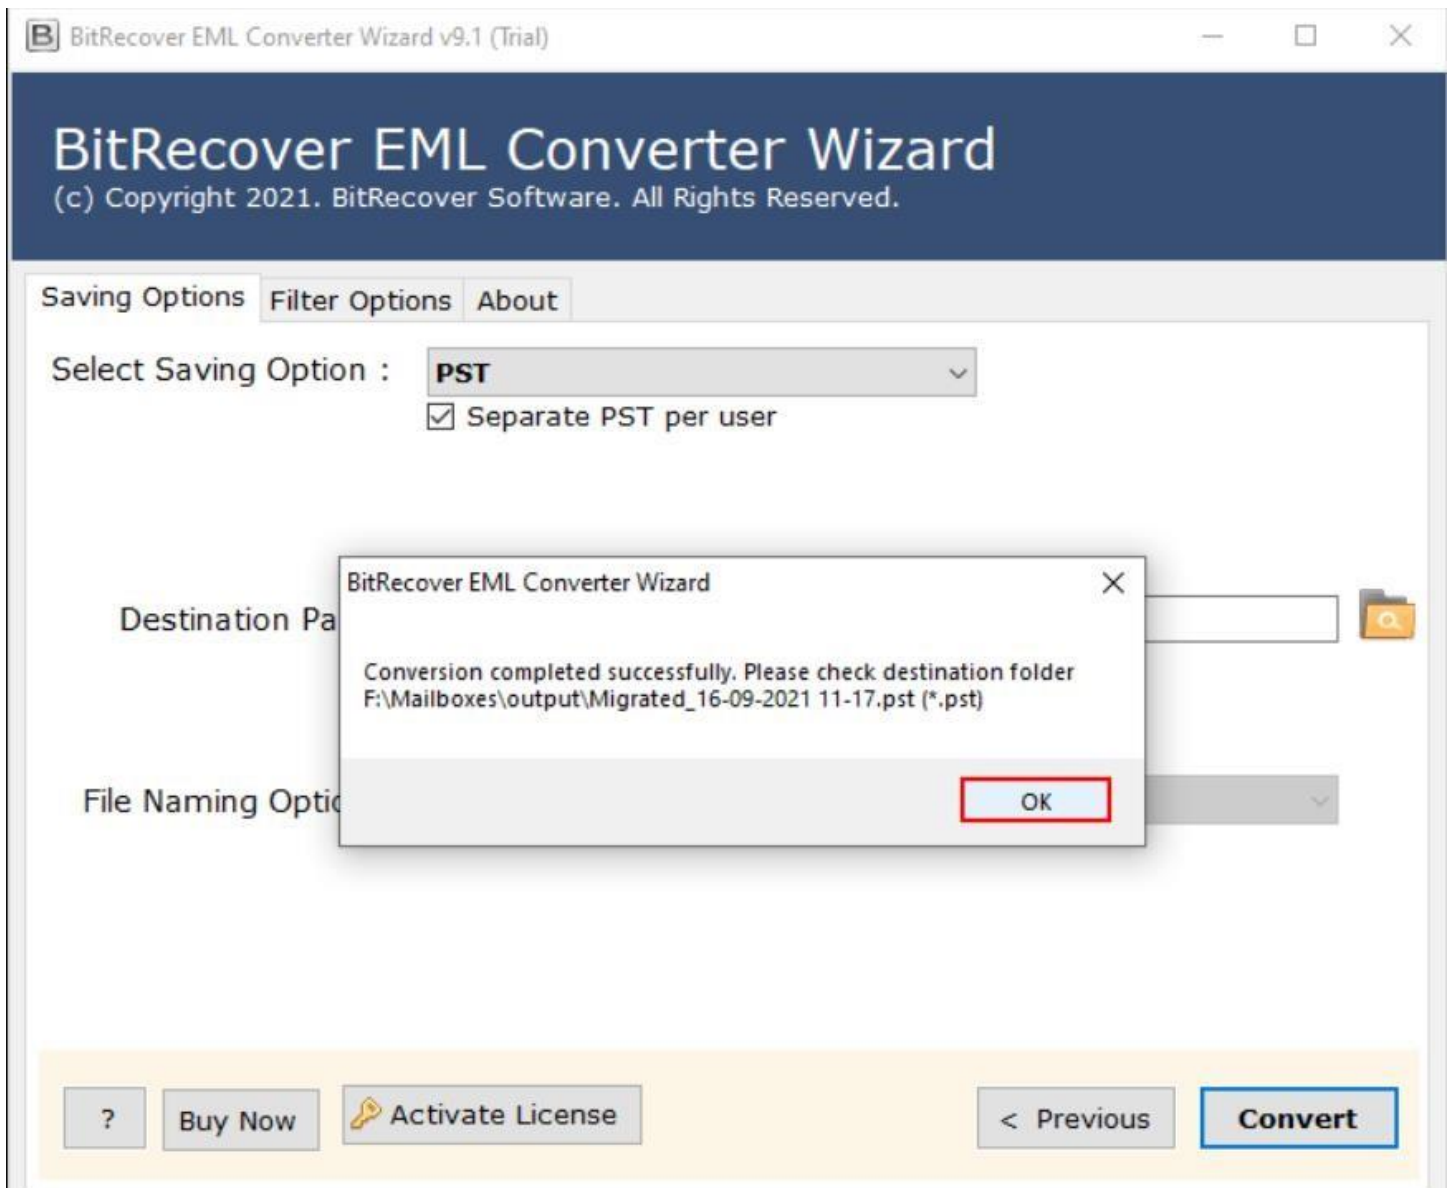 B BitRecover EML Converter Wizard v9.1 (Trial)
BitRecover EML Converter Wizard
(c) Copyright 2021. BitRecover Software. All Rights Reserved.
Saving Options Filter Options About
Select Saving Option : PST
Separate PST per user
BitRecover EML Converter Wizard
Destination Pa
Conversion completed successfully. Please check destination folder
F:\Mailboxes\output\Migrated_16-09-2021 11-17.pst (*.pst)
File Naming Optio
OK
? Buy Now Activate License < Previous Convert